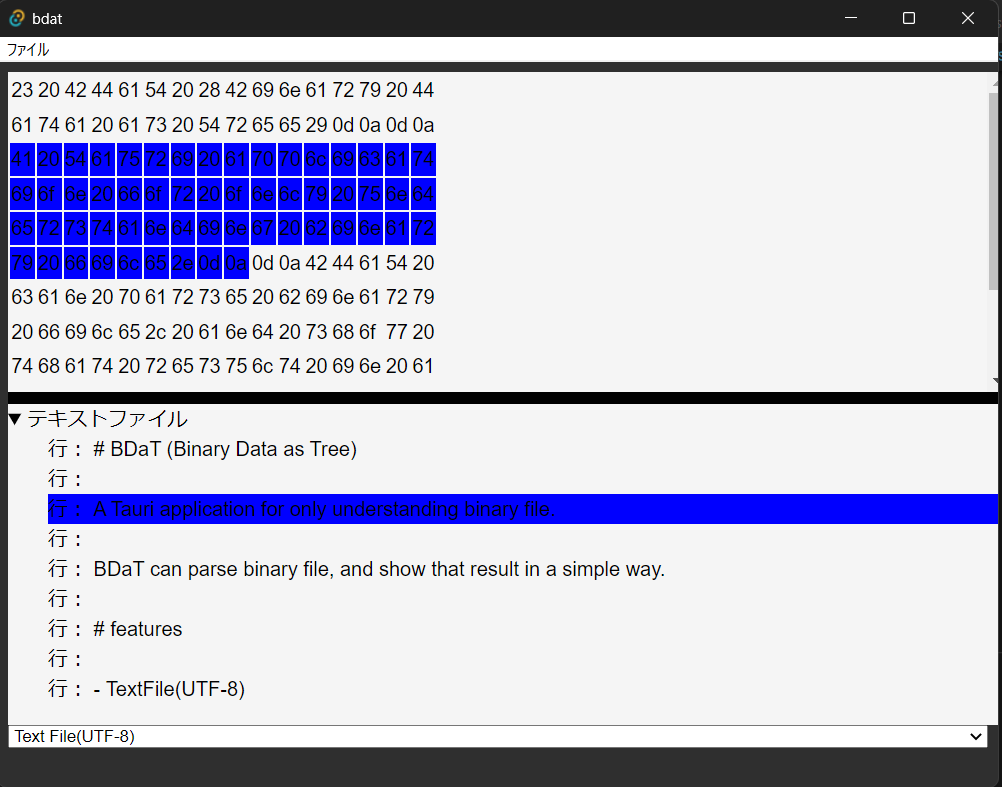 bdat
ファイル
23 20 42 44 61 54 20 28 42 69 6e 61 72 79 20 44
61 74 61 20 61 73 20 54 72 65 65 29 0d 0a 0d 0a
41 20 54 61 75 72 69 20 61 70 70 6c 69 63 61 74
69 6f 6e 20 66 6f 72 20 6f 6e 6c 79 20 75 6e 64
65 72 73 74 61 6e 64 69 6e 67 20 62 69 6e 61 72
79 20 66 69 6c 65 2e 0d 0a 0d 0a 42 44 61 54 20
63 61 6e 20 70 61 72 73 65 20 62 69 6e 61 72 79
20 66 69 6c 65 2c 20 61 6e 64 20 73 68 6f 77 20
74 68 61 74 20 72 65 73 75 6c 74 20 69 6e 20 61
▼ テキストファイル
行： # BDaT (Binary Data as Tree)
行：
行： A Tauri application for only understanding binary file.
行：
行： BDaT can parse binary file, and show that result in a simple way.
行：
行： # features
行：
行： - TextFile(UTF-8)
Text File(UTF-8)